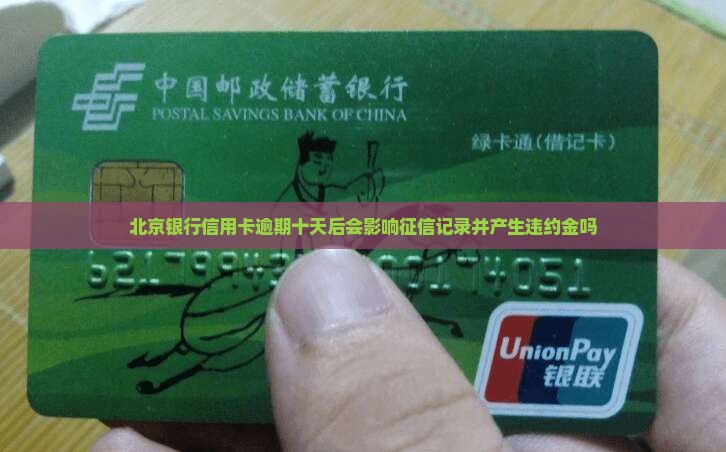 中国邮政储蓄银行
POSTAL SAVINGS BANK OF CHINA
绿卡通(借记卡)
北京银行信用卡逾期十天后会影响征信记录并产生违约金吗
UnionPay
银联